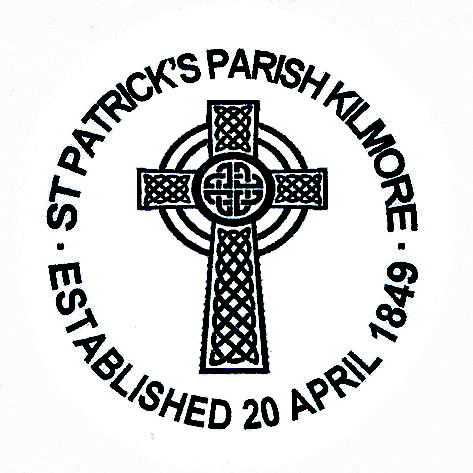 ST PATRICK'S PARISH KILMORE
· ESTABLISHED 20 APRIL 1849 ·